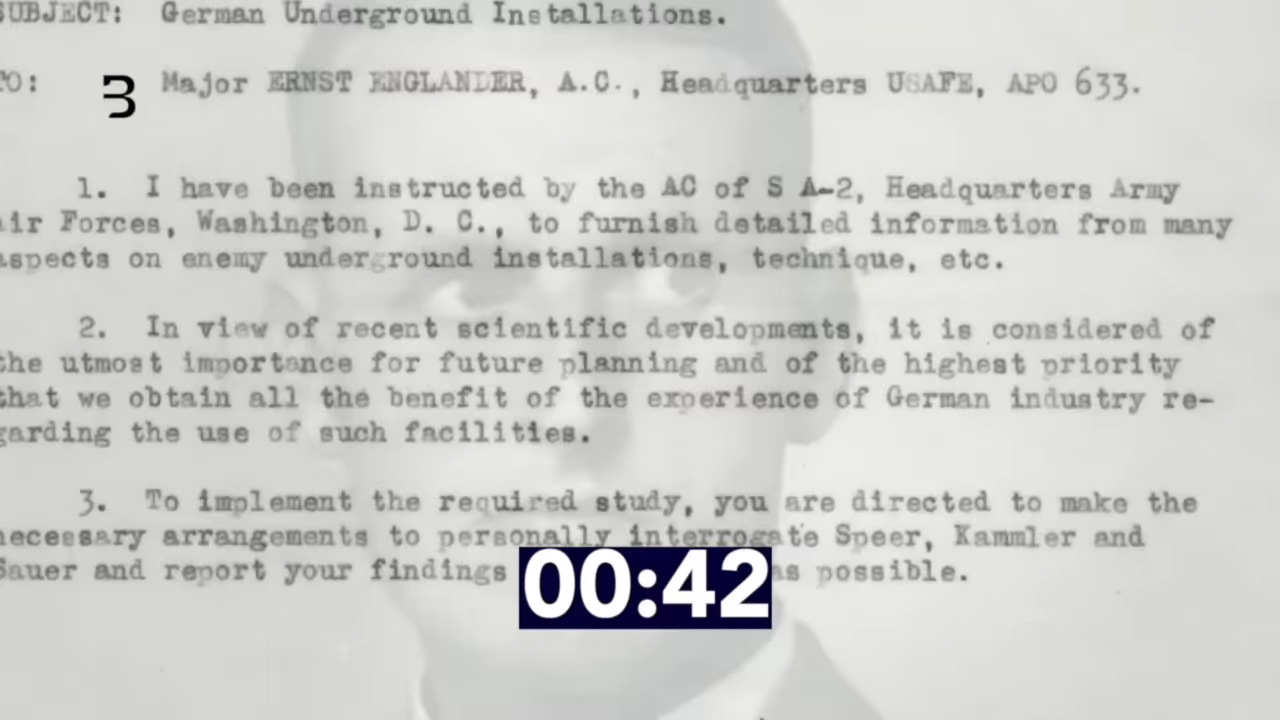 SUBJECT: German Underground Installations.
TO: Major ERNST ENGLANDER, A.C., Headquarters USAFE, APO 633.
3
1. I have been instructed by the AC of S A-2, Headquarters Army
ir Forces, Washington, D. C., to furnish detailed information from many
aspects on enemy underground installations, technique, etc.
2. In view of recent scientific developments, it is considered of
the utmost importance for future planning and of the highest priority
that we obtain all the benefit of the experience of German industry re-
garding the use of such facilities.
3. To implement the required study, you are directed to make the
necessary arrangements to personally interrogate Speer, Kammler and
Sauer and report your findings as possible.
00:42